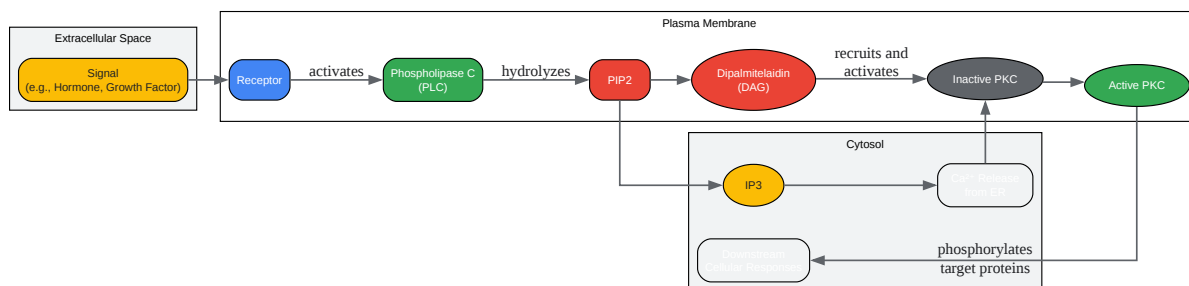 Plasma Membrane
Extracellular Space
Signal
(e.g., Hormone, Growth Factor)
Receptor
activates
Phospholipase C
(PLC)
hydrolyzes
PIP2
Dipalmitelaidin
(DAG)
recruits and
activates
Inactive PKC
Active PKC
Cytosol
IP3
Release
from ER
Downstream
Cellular Responses
phosphorylates
target proteins